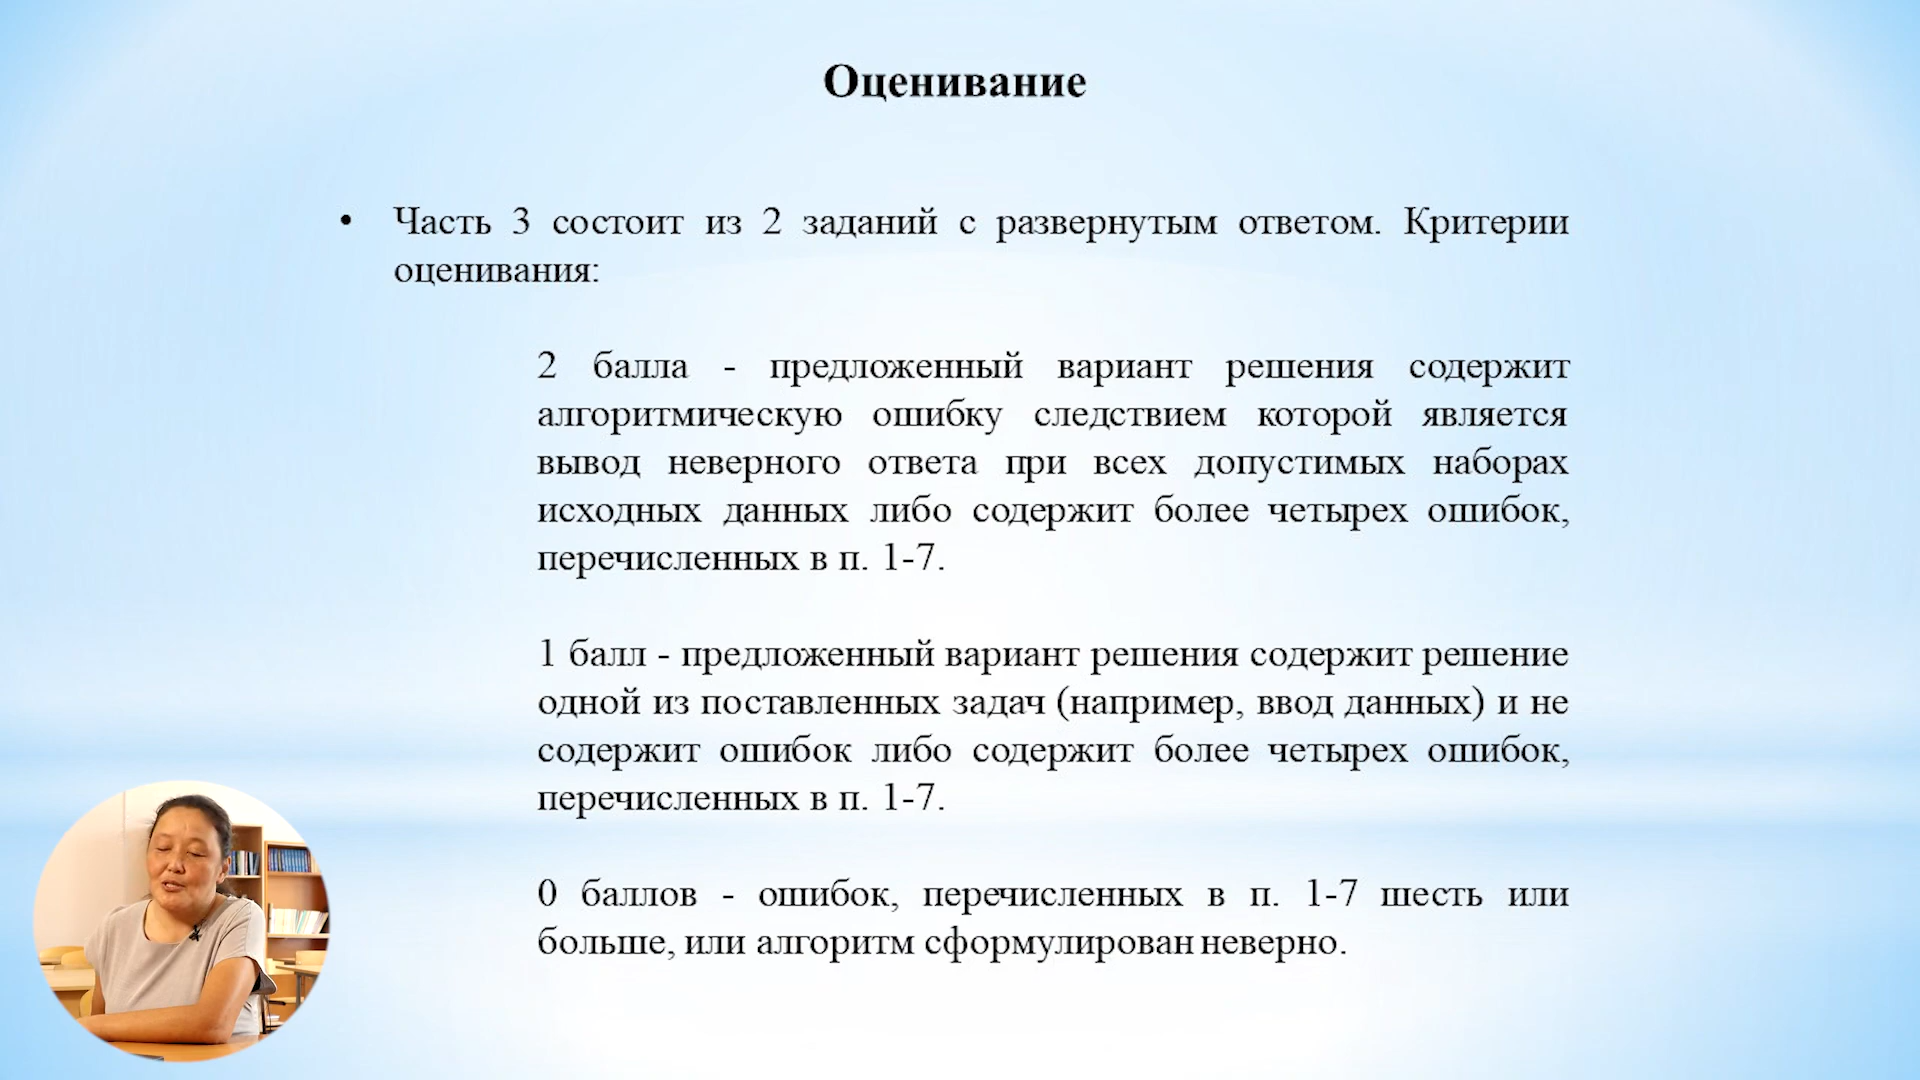 Оценивание
• Часть 3 состоит из 2 заданий с развернутым ответом. Критерии
оценивания:
2 балла - предложенный вариант решения содержит
алгоритмическую ошибку следствием которой является
вывод неверного ответа при всех допустимых наборах
исходных данных либо содержит более четырех ошибок,
перечисленных в п. 1-7.
1 балл - предложенный вариант решения содержит решение
одной из поставленных задач (например, ввод данных) и не
содержит ошибок либо содержит более четырех ошибок,
перечисленных в п. 1-7.
0 баллов - ошибок, перечисленных в п. 1-7 шесть или
больше, или алгоритм сформулирован неверно.